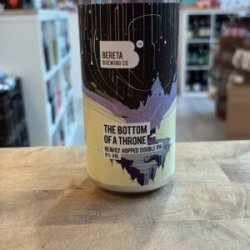 BERETA
BREWING CO.
THE BOTTOM
OF A THRONE
HEAVILY HOPPED DOUBLE IPA
8% VOL